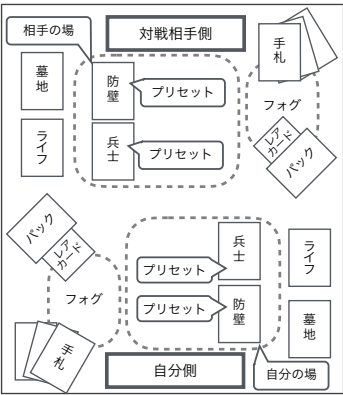 相手の場
対戦相手側
手札
墓地
防壁
プリセット
フォグ
ライフ
兵士
プリセット
レアカード
パック
パック
レアカード
兵士
ライフ
プリセット
フォグ
プリセット
防壁
墓地
手札
自分側
自分の場